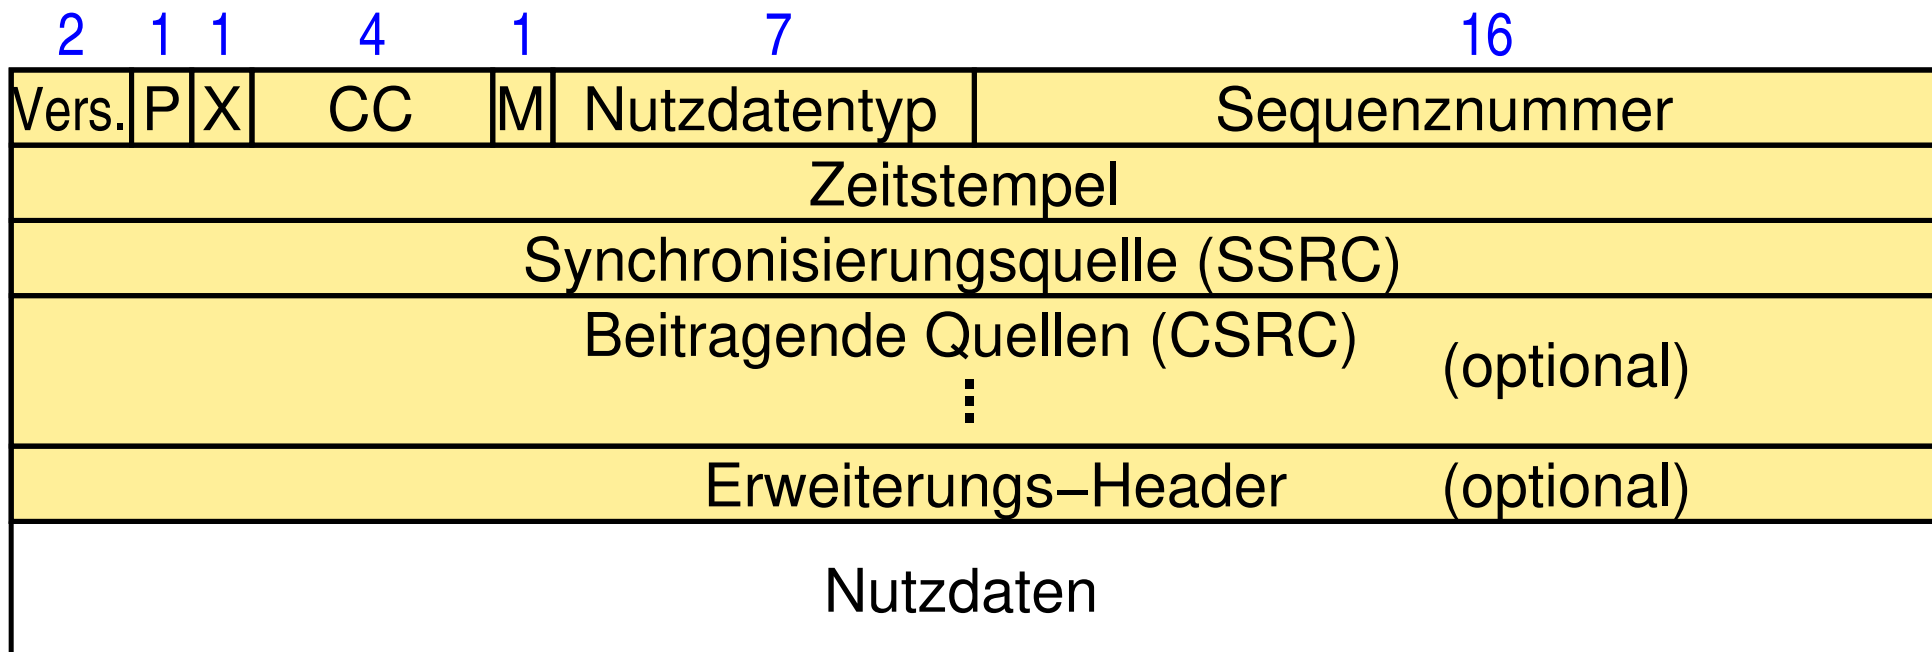 2 1 1 4 1 7 16
Vers. P X CC M Nutzdatentyp Sequenznummer
Zeitstempel
Synchronisierungsquelle (SSRC)
Beitragende Quellen (CSRC) (optional)
⋮
Erweiterungs–Header (optional)
Nutzdaten